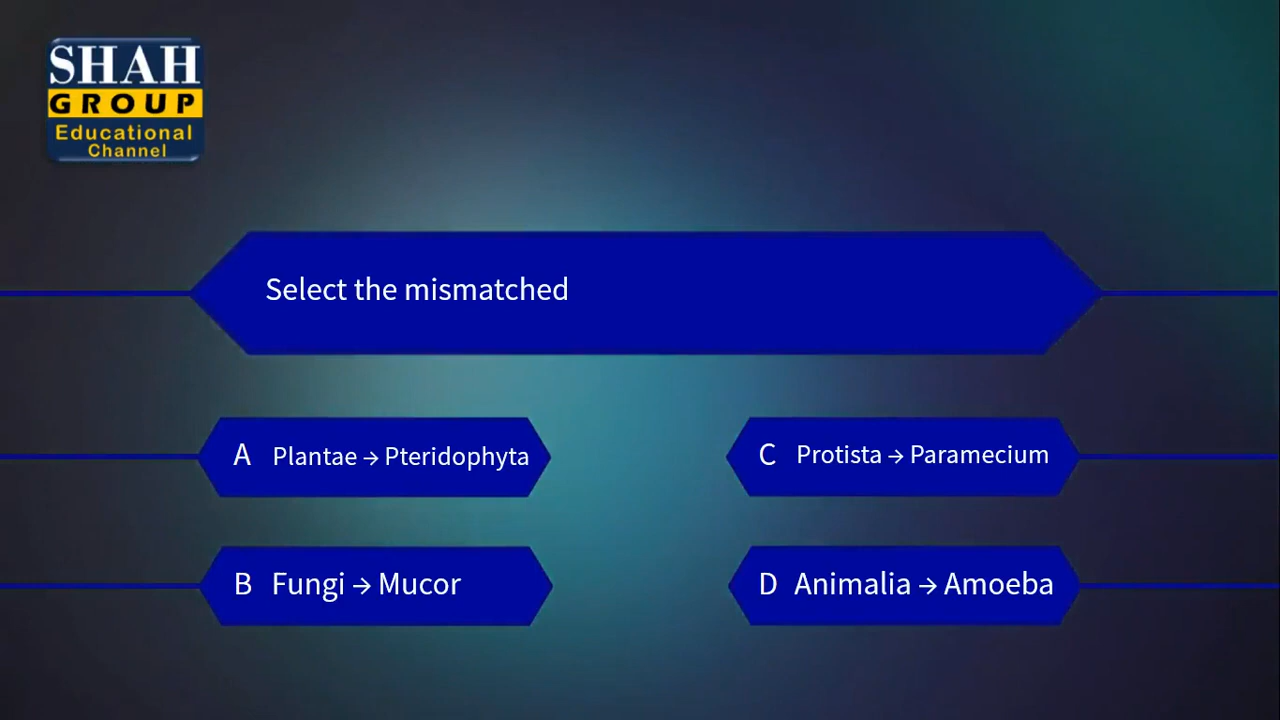 SHAH
GROUP
Educational
Channel
Select the mismatched
A Plantae → Pteridophyta
B Fungi → Mucor
C Protista → Paramecium
D Animalia → Amoeba